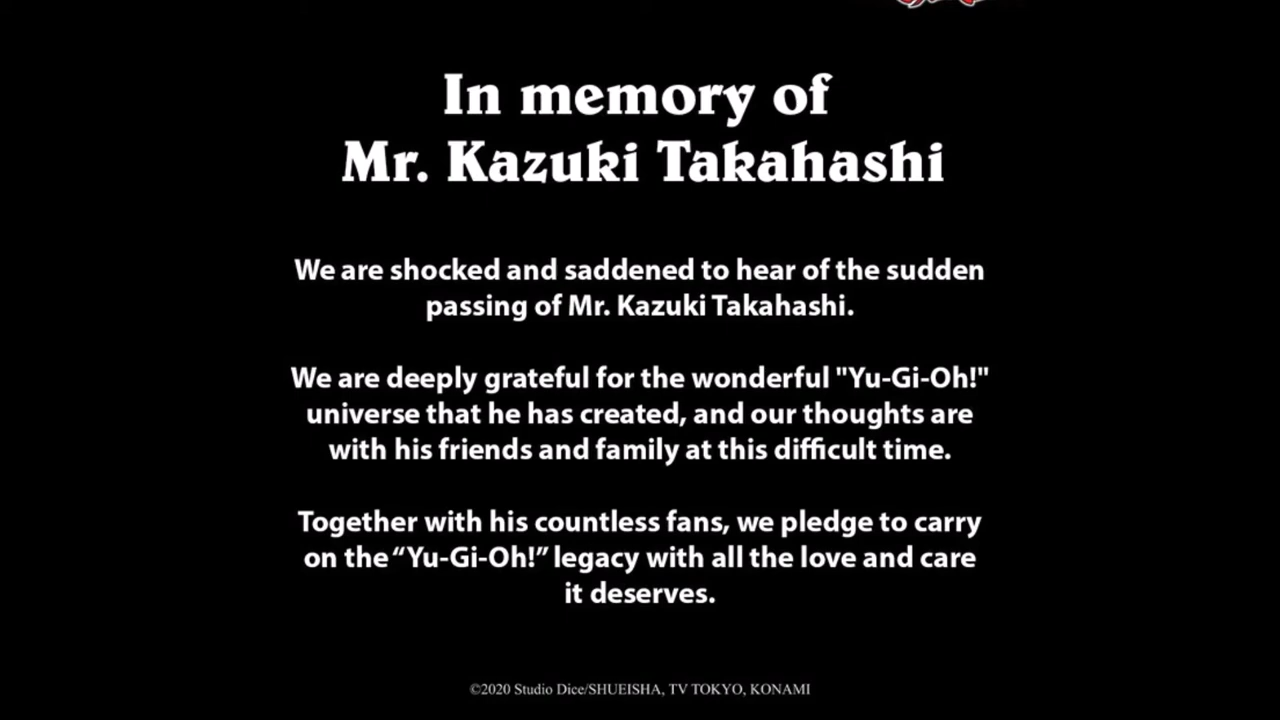 In memory of
Mr. Kazuki Takahashi
We are shocked and saddened to hear of the sudden
passing of Mr. Kazuki Takahashi.
We are deeply grateful for the wonderful "Yu-Gi-Oh!"
universe that he has created, and our thoughts are
with his friends and family at this difficult time.
Together with his countless fans, we pledge to carry
on the “Yu-Gi-Oh!” legacy with all the love and care
it deserves.
©2020 Studio Dice/SHUEISHA, TV TOKYO, KONAMI